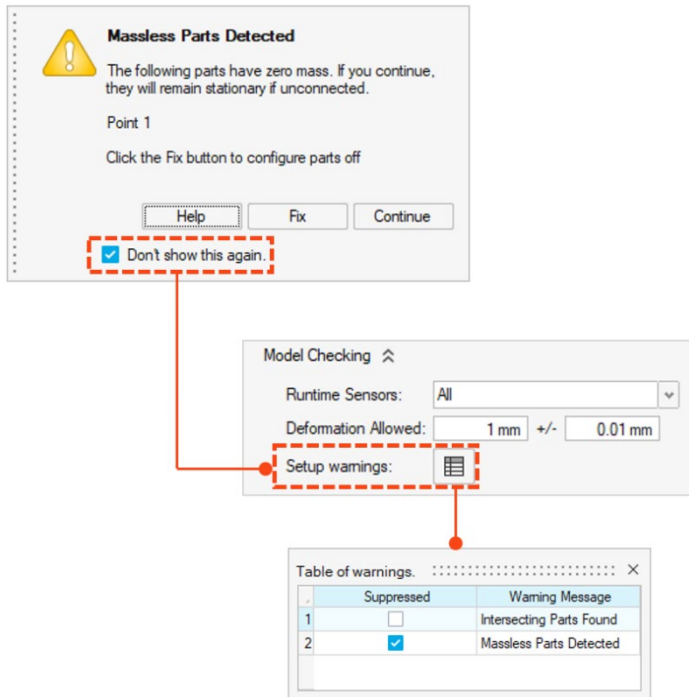 Massless Parts Detected
The following parts have zero mass. If you continue,
they will remain stationary if unconnected.
Point 1
Click the Fix button to configure parts off
Help Fix Continue
Don't show this again.
Model Checking
Runtime Sensors: All
Deformation Allowed: 1 mm +/- 0.01 mm
Setup warnings:
Table of warnings.
Suppressed Warning Message
1 Intersecting Parts Found
2 Massless Parts Detected